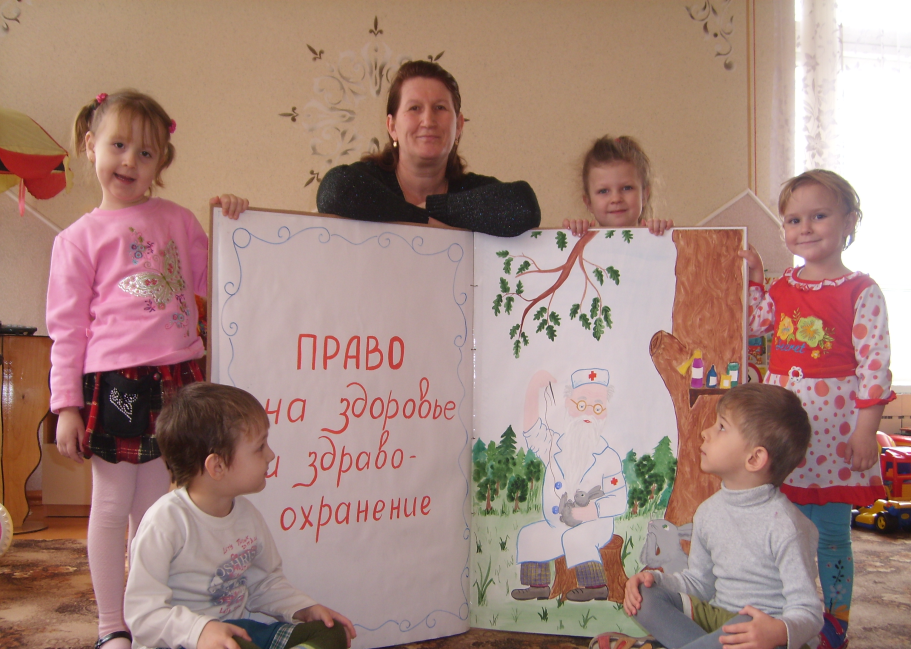 ПРАВО
на здоровье
и здраво-
охранение